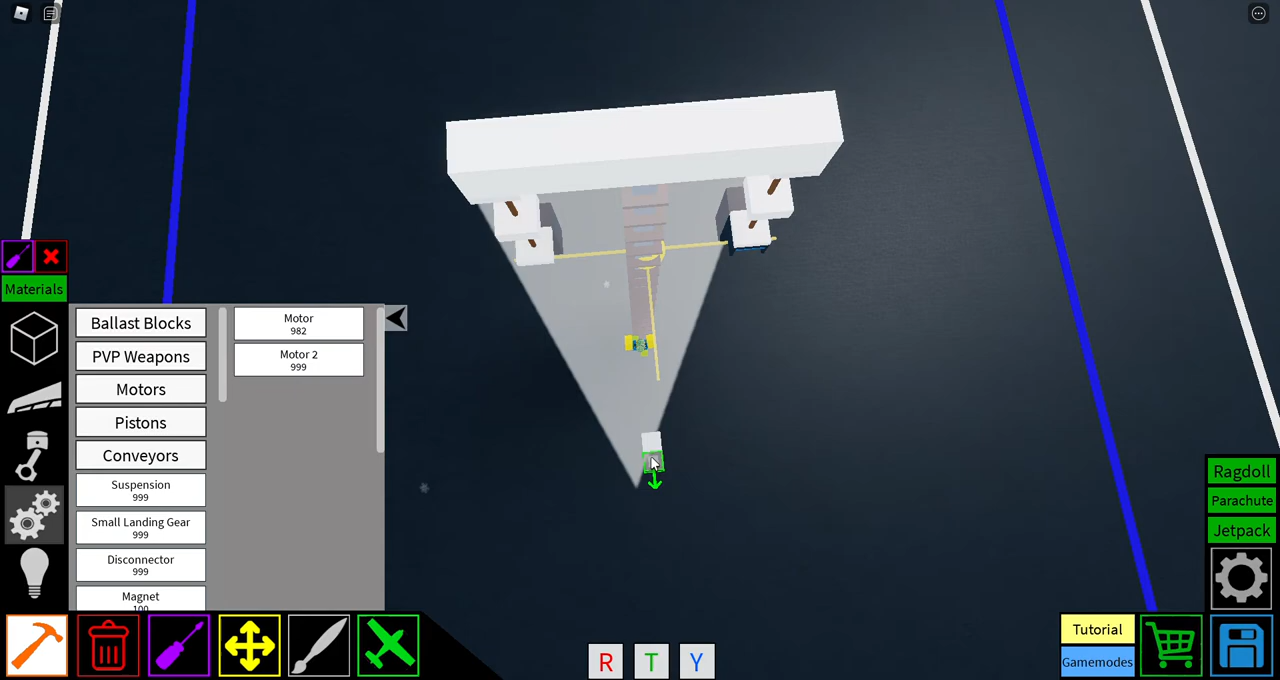 Materials
Ballast Blocks
PVP Weapons
Motors
Pistons
Conveyors
Suspension
999
Small Landing Gear
999
Disconnector
999
Magnet
100
Motor
982
Motor 2
999
R T Y
Ragdoll
Parachute
Jetpack
Tutorial
Gamemodes